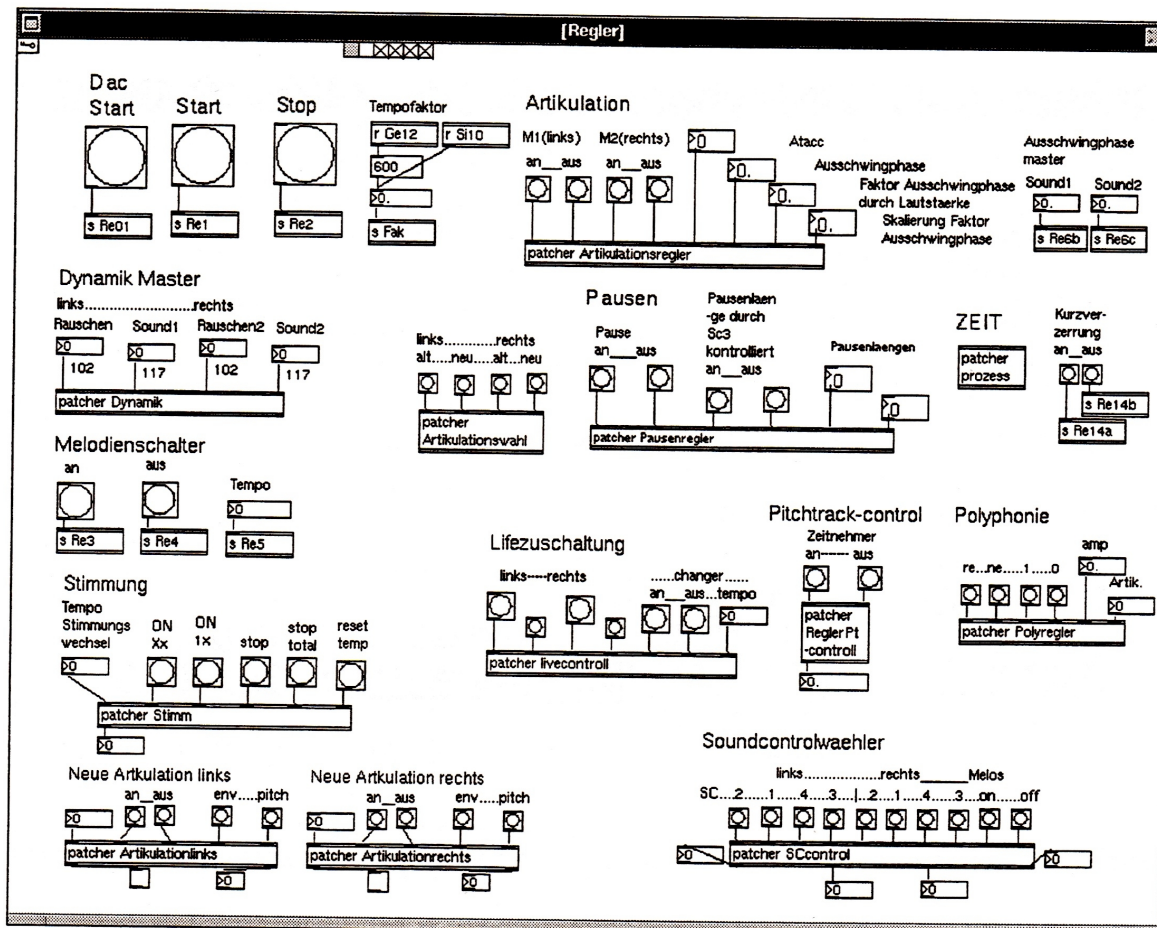 [Regler]
Dac
Start
Start
Stop
Tempofaktor
r Ge12
r Si10
600
>0.
s Re01
s Re1
s Re2
s Fak
Artikulation
M1(links)
M2(rechts)
an__aus
an__aus
>0
>0.
>0.
>0.
Atacc
Ausschwingphase
Faktor Ausschwingphase
durch Lautstaerke
Skalierung Faktor
Ausschwingphase
patcher Artikulationsregler
Ausschwingphase
master
Sound1
Sound2
>0.
>0.
s Re6b
s Re6c
Dynamik Master
links........................rechts
Rauschen
Sound1
Rauschen2
Sound2
>0
>0
>0
>0
102
117
102
117
patcher Dynamik
links.............rechts
alt.....neu.....alt...neu
patcher
Artikulationswahl
Pausen
Pause
an___aus
Pausenlaen
-ge durch
Sc3
kontrolliert
an__aus
Pausenlaengen
>0
>0
patcher Pausenregler
ZEIT
patcher
prozess
Kurzver-
zerrung
an__aus
s Re14b
s Re14a
Melodienschalter
an
aus
Tempo
>0
s Re3
s Re4
s Re5
Stimmung
Tempo
Stimmungs
wechsel
>0
ON
Xx
ON
1x
stop
stop
total
reset
temp
patcher Stimm
>0
Lifezuschaltung
links-----rechts
......changer......
an__aus...tempo
>0
patcher livecontroll
Pitchtrack-control
Zeitnehmer
an------ aus
patcher
ReglerPt
-controll
>0.
Polyphonie
re...ne.....1.....0
amp
>0.
Artik.
>0
patcher Polyregler
Neue Artkulation links
an__aus
env.....pitch
>0
patcher Artikulationlinks
>0
Neue Artkulation rechts
an__aus
env.....pitch
>0
patcher Artikulationrechts
>0
Soundcontrolwaehler
links..................rechts_______Melos
SC....2.....1.....4....3....|..2....1.....4.....3....on......off
>0
patcher SCcontrol
>0
>0
>0